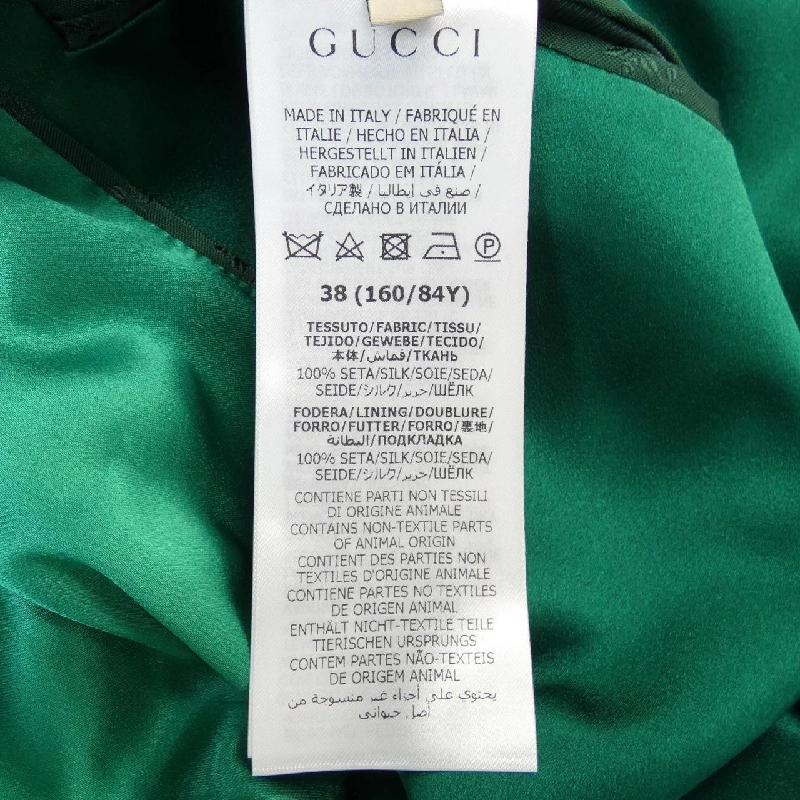 GUCCI
MADE IN ITALY / FABRIQUÉ EN
ITALIE / HECHO EN ITALIA /
HERGESTELLT IN ITALIEN /
FABRICADO EM ITÁLIA /
イタリア製 / صنع في ايطاليا /
СДЕЛАНО В ИТАЛИИ
P
38 (160/84Y)
TESSUTO/FABRIC/TISSU/
TEJIDO/GEWEBE/TECIDO/
本体/قماش/ТКАНЬ
100% SETA/SILK/SOIE/SEDA/
SEIDE/シルク/حرير/ШЁЛК
FODERA/LINING/DOUBLURE/
FORRO/FUTTER/FORRO/裏地/
البطانة/ПОДКЛАДКА
100% SETA/SILK/SOIE/SEDA/
SEIDE/シルク/حرير/ШЁЛК
CONTIENE PARTI NON TESSILI
DI ORIGINE ANIMALE
CONTAINS NON-TEXTILE PARTS
OF ANIMAL ORIGIN
CONTIENT DES PARTIES NON
TEXTILES D'ORIGINE ANIMALE
CONTIENE PARTES NO TEXTILES
DE ORIGEN ANIMAL
ENTHÄLT NICHT-TEXTILE TEILE
TIERISCHEN URSPRUNGS
CONTEM PARTES NÃO-TEXTEIS
DE ORIGEM ANIMAL
يحتوي على أجزاء غير منسوجة من
أصل حيواني